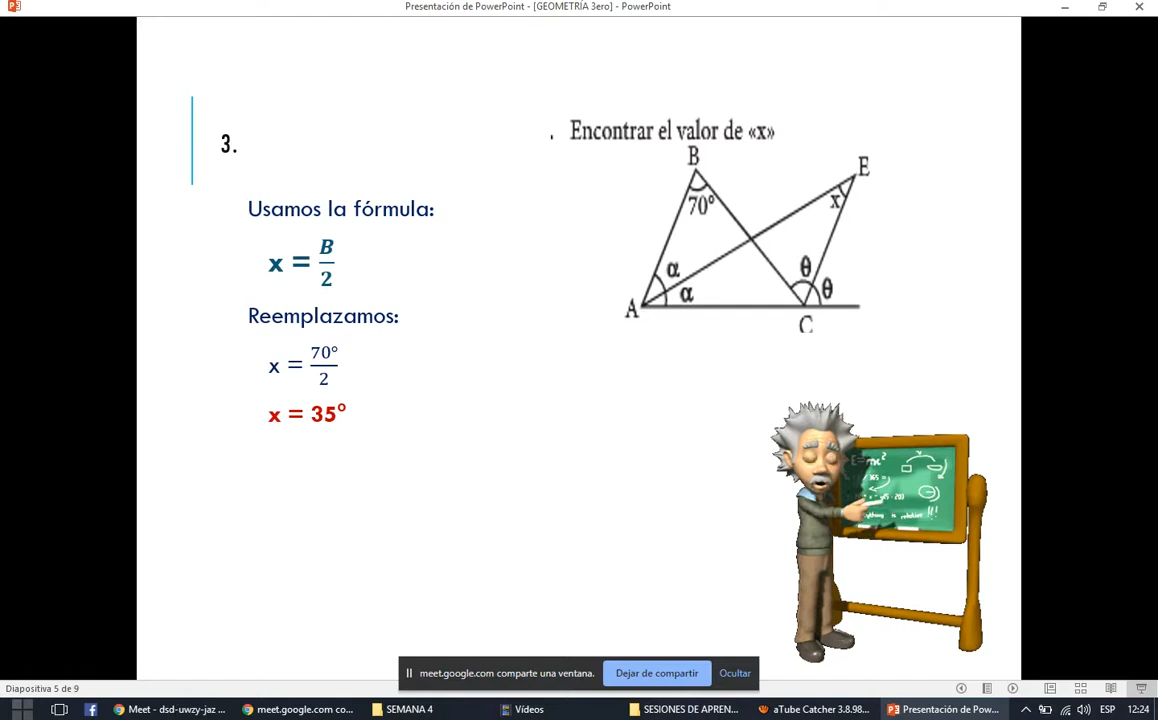 Presentación de PowerPoint - [GEOMETRÍA 3ero] - PowerPoint
3.
Usamos la fórmula:
x = B/2
Reemplazamos:
x = 70°/2
x = 35°
. Encontrar el valor de «x»
B
E
70°
x
α
α
θ
θ
A
C
meet.google.com comparte una ventana.
Dejar de compartir
Ocultar
Diapositiva 5 de 9
Meet - dsd-uwzy-jaz ...
meet.google.com co...
SEMANA 4
Vídeos
SESIONES DE APREN...
aTube Catcher 3.8.98...
Presentación de Pow...
ESP
12:24